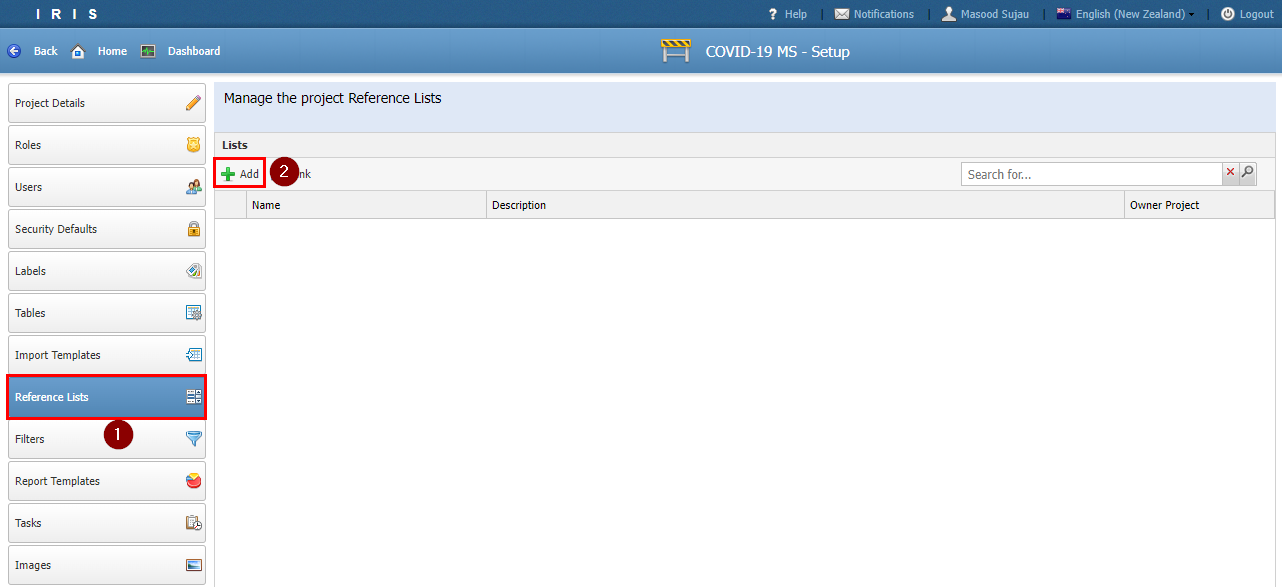 I R I S
Help
Notifications
Masood Sujau
English (New Zealand)
Logout
Back
Home
Dashboard
COVID-19 MS - Setup
Project Details
Roles
Users
Security Defaults
Labels
Tables
Import Templates
Reference Lists
1
Filters
Report Templates
Tasks
Images
Manage the project Reference Lists
Lists
Add
2
Search for...
Name
Description
Owner Project